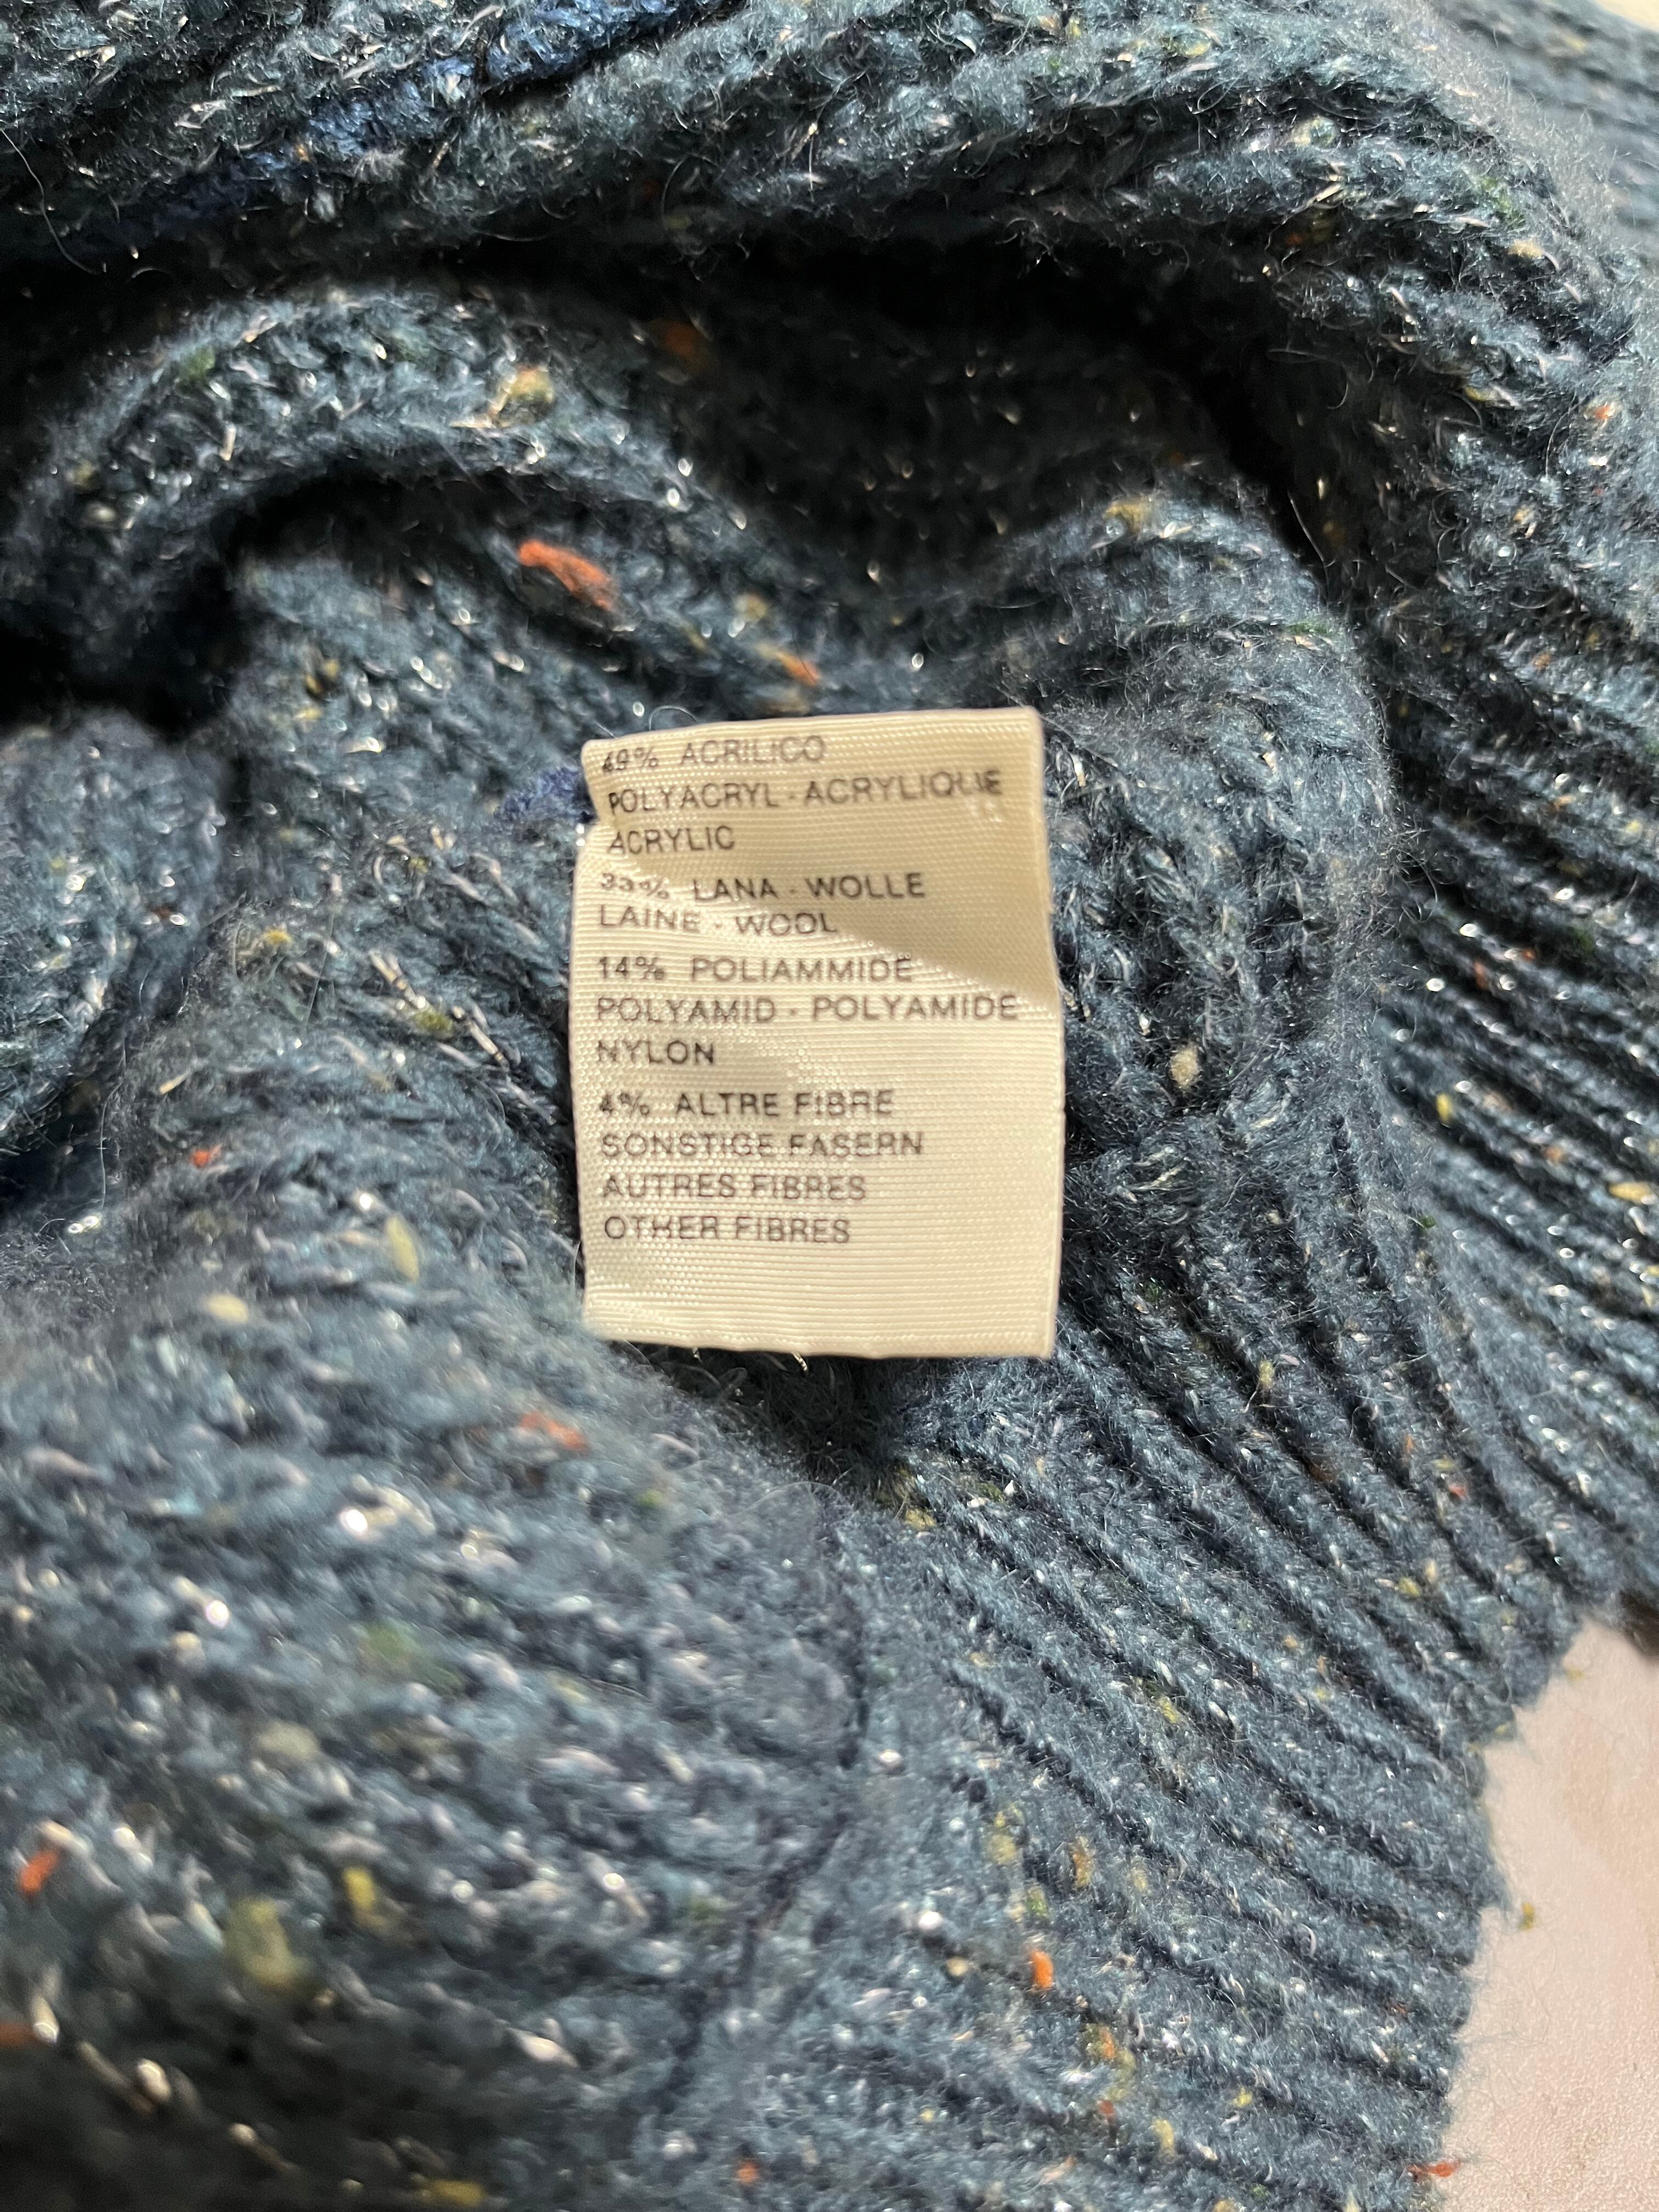 49% ACRILICO
POLYACRYL - ACRYLIQUE
ACRYLIC
33% LANA - WOLLE
LAINE - WOOL
14% POLIAMMIDE
POLYAMID - POLYAMIDE
NYLON
4% ALTRE FIBRE
SONSTIGE FASERN
AUTRES FIBRES
OTHER FIBRES